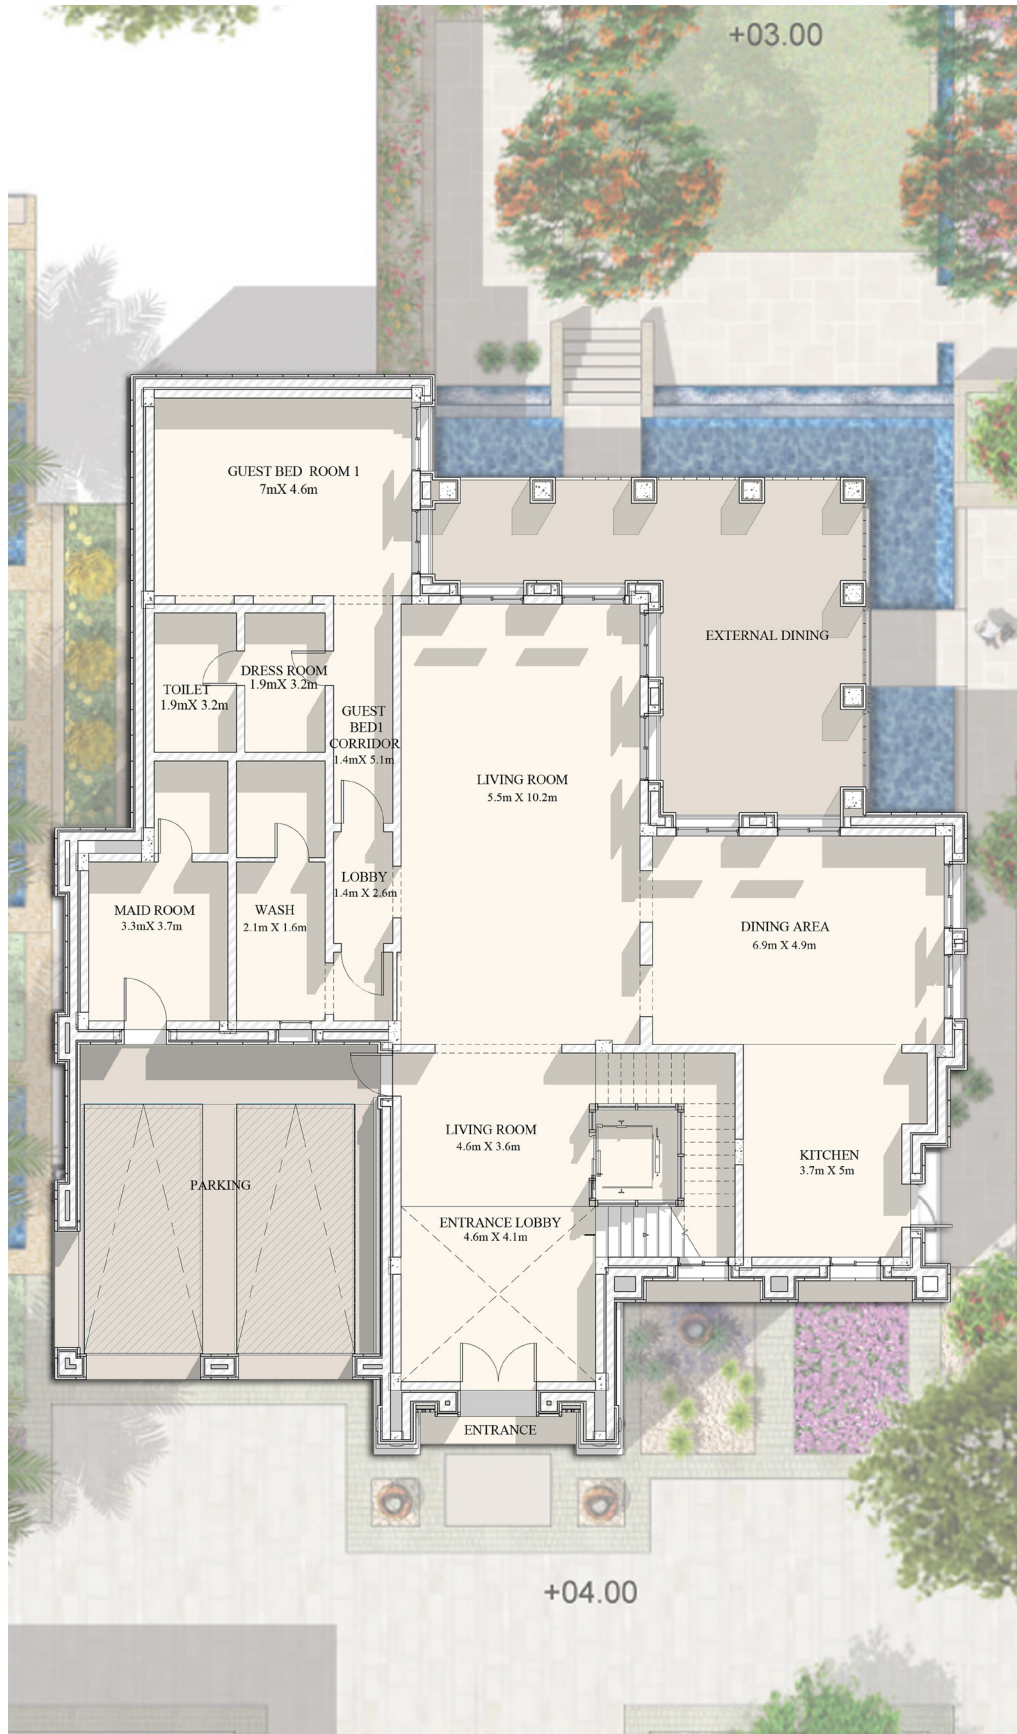 +03.00
GUEST BED ROOM 1
7mX 4.6m
EXTERNAL DINING
DRESS ROOM
1.9mX 3.2m
TOILET
1.9mX 3.2m
GUEST
BED1
CORRIDOR
1.4mX 5.1m
LIVING ROOM
5.5m X 10.2m
LOBBY
1.4m X 2.6m
MAID ROOM
3.3mX 3.7m
WASH
2.1m X 1.6m
DINING AREA
6.9m X 4.9m
LIVING ROOM
4.6m X 3.6m
KITCHEN
3.7m X 5m
PARKING
ENTRANCE LOBBY
4.6m X 4.1m
ENTRANCE
+04.00